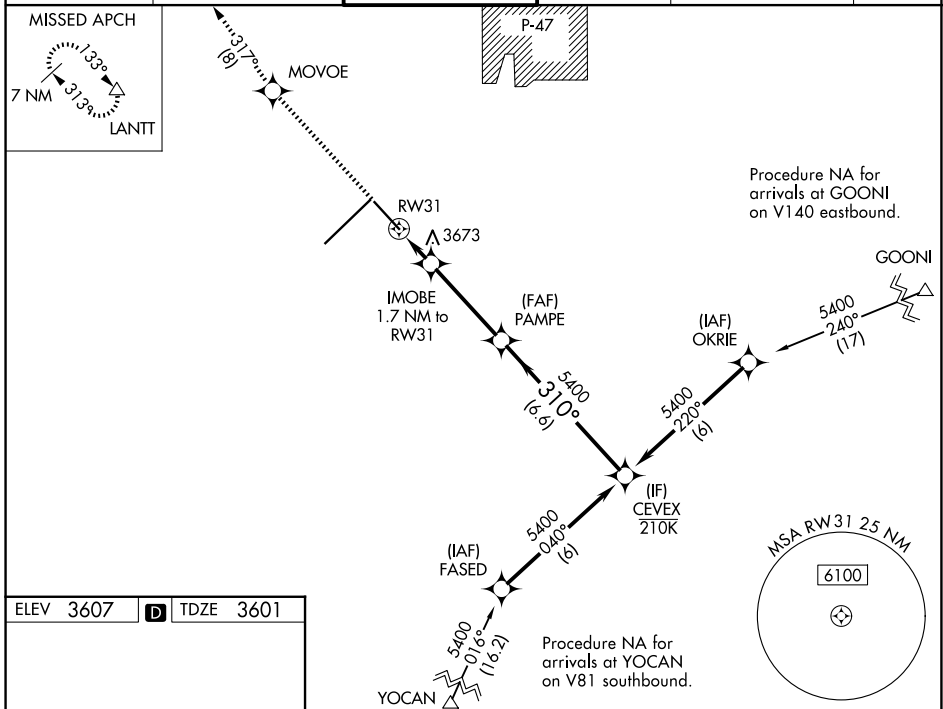 MISSED APCH
133°
7 NM
313°
LANTT
317°
(8)
MOVOE
P-47
Procedure NA for
arrivals at GOONI
on V140 eastbound.
RW31
3673
GOONI
IMOBE
1.7 NM to
RW31
(FAF)
PAMPE
(IAF)
OKRIE
5400
240°
(17)
5400
310°
(6.6)
5400
220°
(6)
(IF)
CEVEX
210K
5400
040°
(6)
(IAF)
FASED
MSA RW31 25 NM
6100
ELEV 3607 D TDZE 3601
5400
016°
(16.2)
Procedure NA for
arrivals at YOCAN
on V81 southbound.
YOCAN